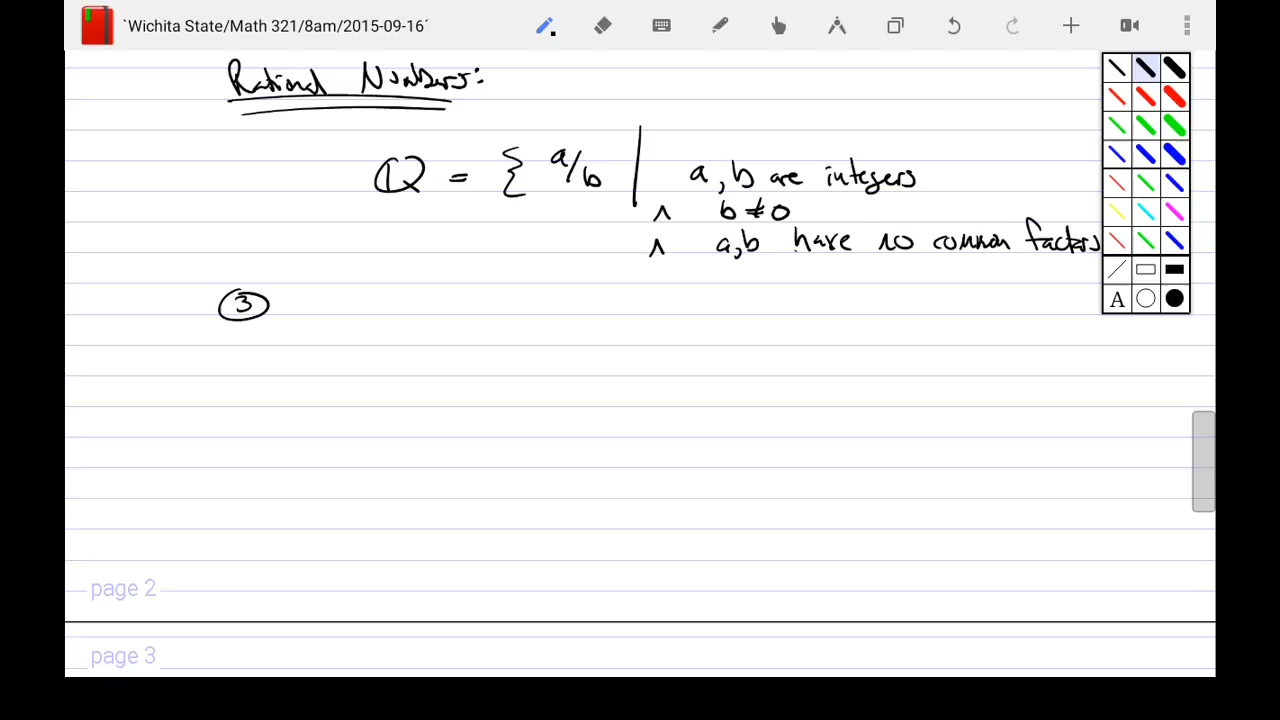 `Wichita State/Math 321/8am/2015-09-16´
Rational Numbers:
Q = { a/b | a, b are integers
∧ b ≠ 0
∧ a,b have no common factors
A
③
page 2
page 3